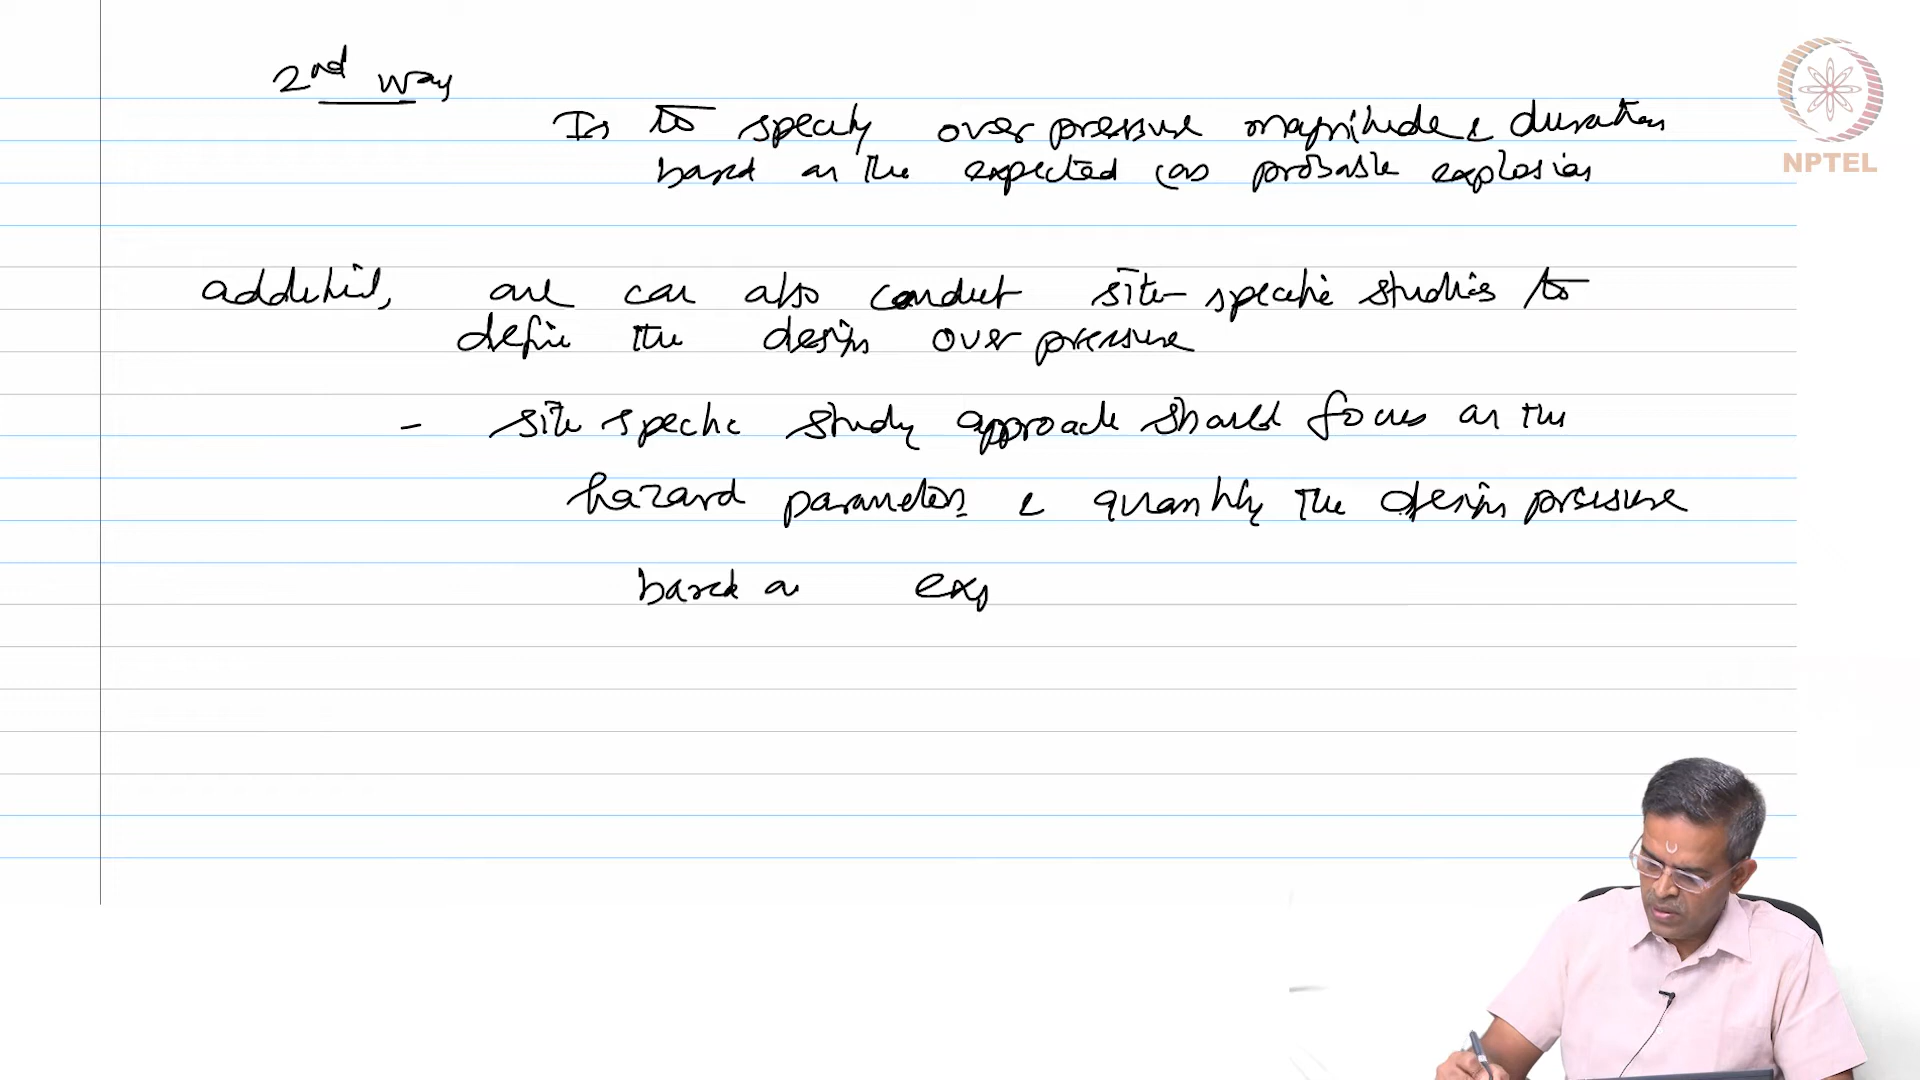 2nd way
Is to specify over pressure magnitude & duration
based on the expected (or) probable explosion
NPTEL
additional, one can also conduct site-specific studies to
define the design over pressure
- site specific study approach should focus on the
hazard parameters & quantify the design pressure
based on exp